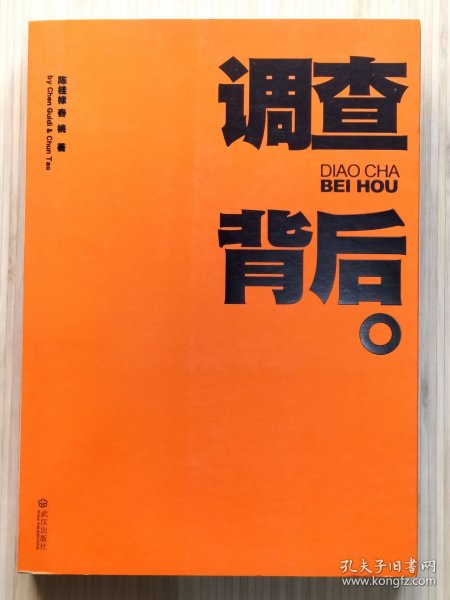 调查
DIAO CHA
BEI HOU
背后。
陈桂棣 春桃 著
by Chen Guidi & Chun Tao
武汉出版社
孔夫子旧书网
www.kongfz.com